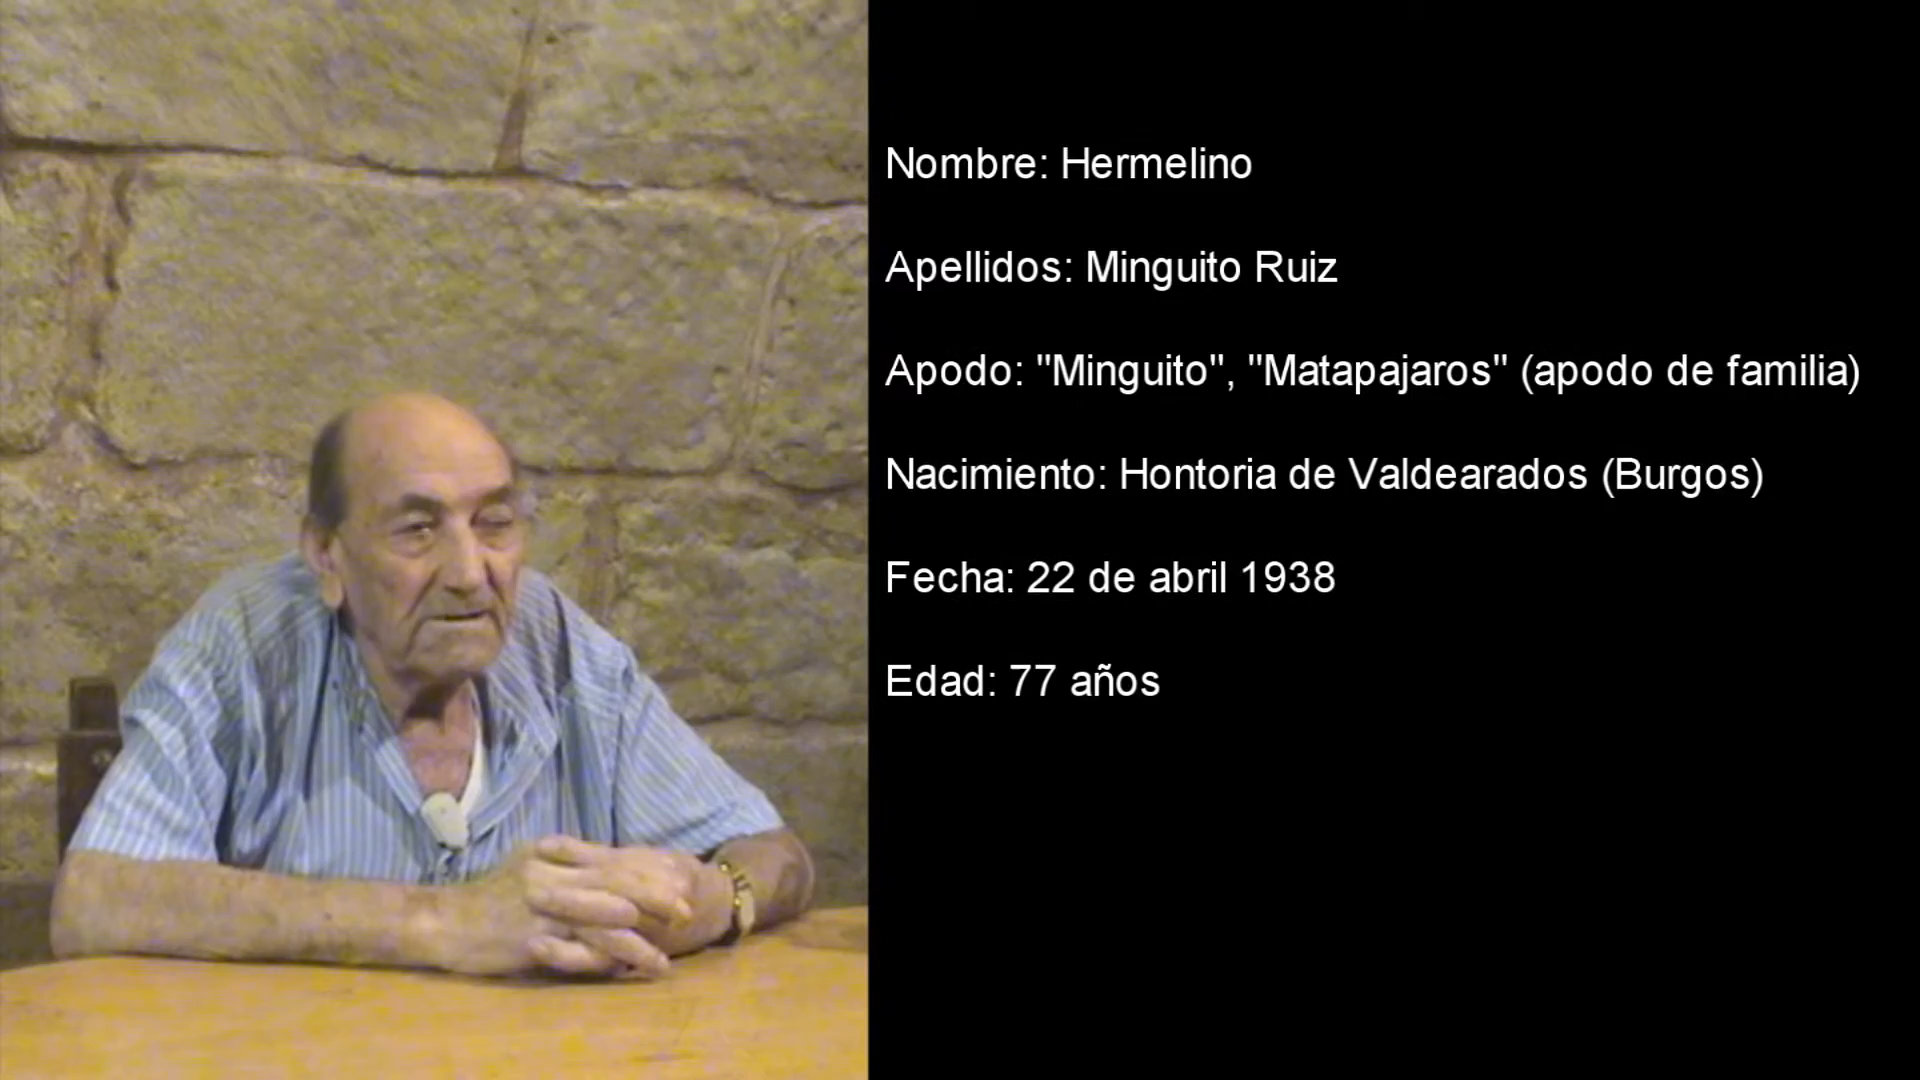 Nombre: Hermelino
Apellidos: Minguito Ruiz
Apodo: "Minguito", "Matapajaros" (apodo de familia)
Nacimiento: Hontoria de Valdearados (Burgos)
Fecha: 22 de abril 1938
Edad: 77 años